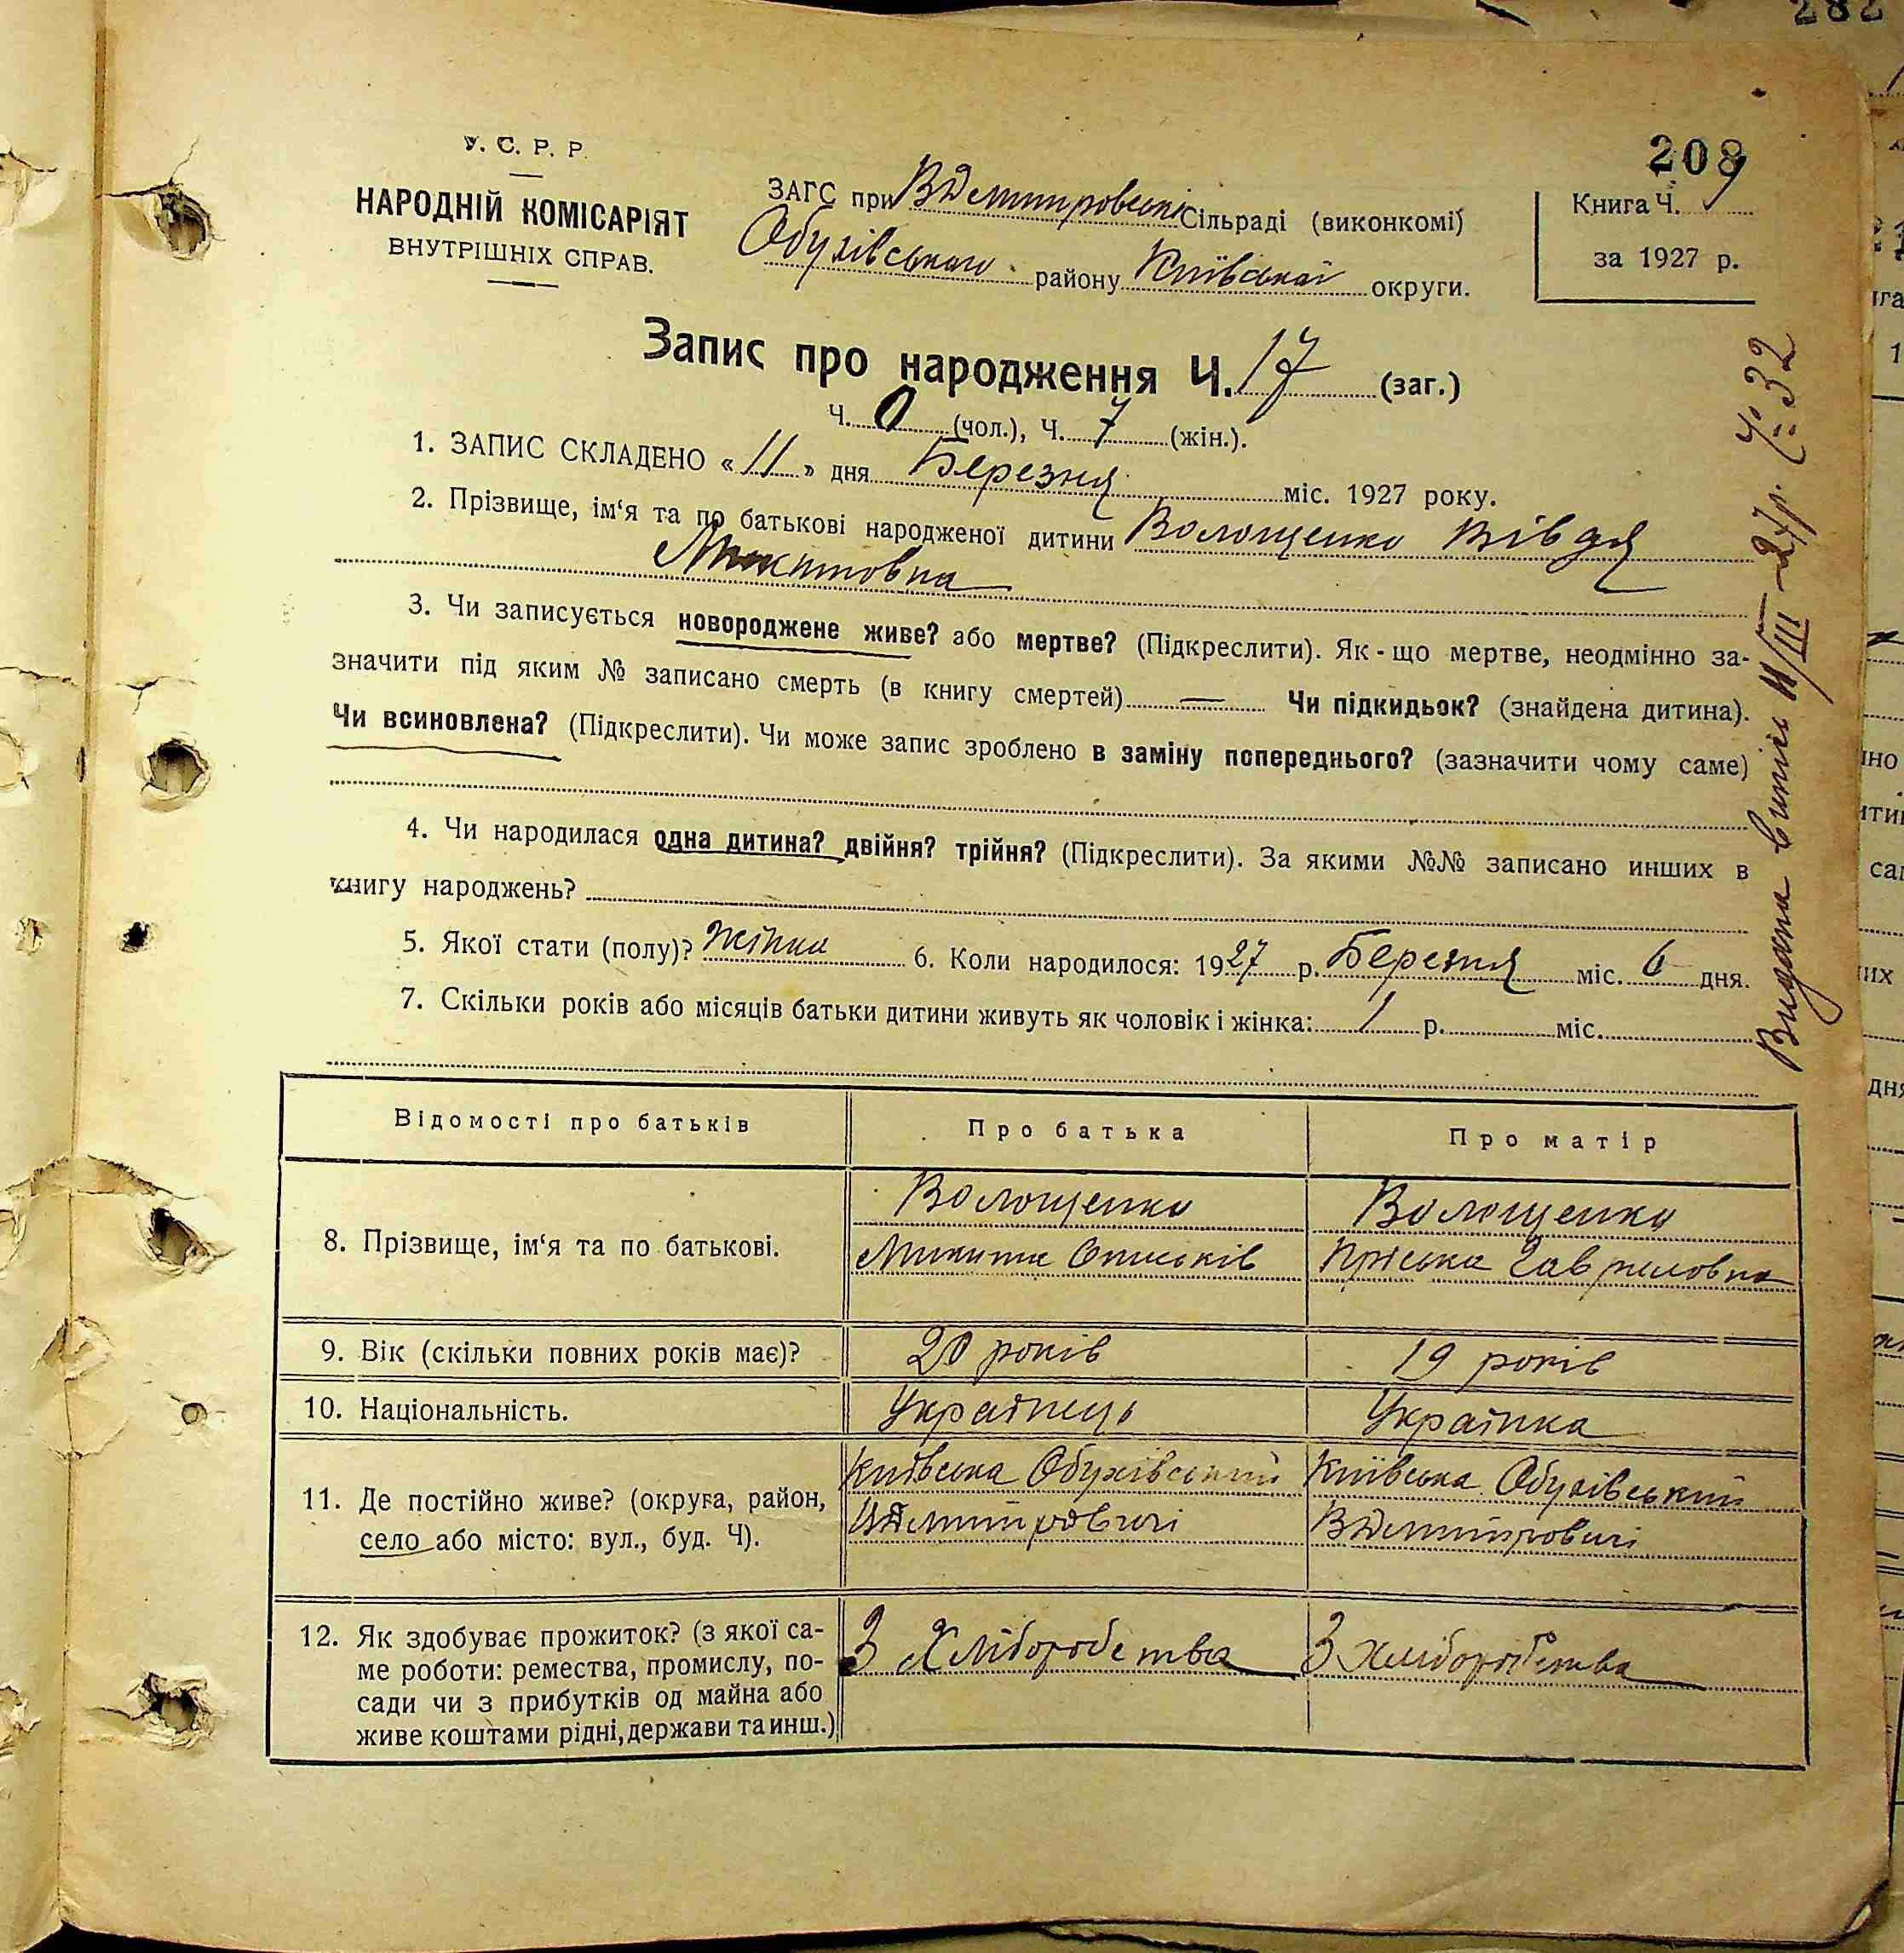 208
У. С. Р. Р.
НАРОДНІЙ КОМІСАРІЯТ
ВНУТРІШНІХ СПРАВ.
ЗАГС при ВДмитровській Сільраді (виконкомі)
Обухівського району Київської округи.
Книга Ч.
за 1927 р.
Запис про народження Ч. 17 (заг.)
Ч. 0 (чол.), Ч. 7 (жін.).
1. ЗАПИС СКЛАДЕНО «11» дня Березня міс. 1927 року.
2. Прізвище, ім‘я та по батькові народженої дитини Волощенко Вівдя
Микитовна
3. Чи записується новороджене живе? або мертве? (Підкреслити). Як-що мертве, неодмінно за-
значити під яким № записано смерть (в книгу смертей) — Чи підкидьок? (знайдена дитина).
Чи всиновлена? (Підкреслити). Чи може запис зроблено в заміну попереднього? (зазначити чому саме)
4. Чи народилася одна дитина? двійня? трійня? (Підкреслити). За якими №№ записано инших в
книгу народжень?
5. Якої стати (полу)? жінка 6. Коли народилося: 1927 р. Березня міс. 6 дня.
7. Скільки років або місяців батьки дитини живуть як чоловік і жінка: 1 р. міс.
Видана витіс 11/III-27р. Ч: 32
Відомості про батьків Про батька Про матір
8. Прізвище, ім‘я та по батькові.
Волощенко
Микита
Волощенко
Пріська Гавриловна
9. Вік (скільки повних років має)? 20 років 19 років
10. Національність. Українець Українка
11. Де постійно живе? (округа, район,
село або місто: вул., буд. Ч).
Київська Обухівський
ВДмитровичі
Київська Обухівський
ВДмитровичі
12. Як здобуває прожиток? (з якої са-
ме роботи: ремества, промислу, по-
сади чи з прибутків од майна або
живе коштами рідні, держави та инш.)
З Хліборобства
З хліборобства